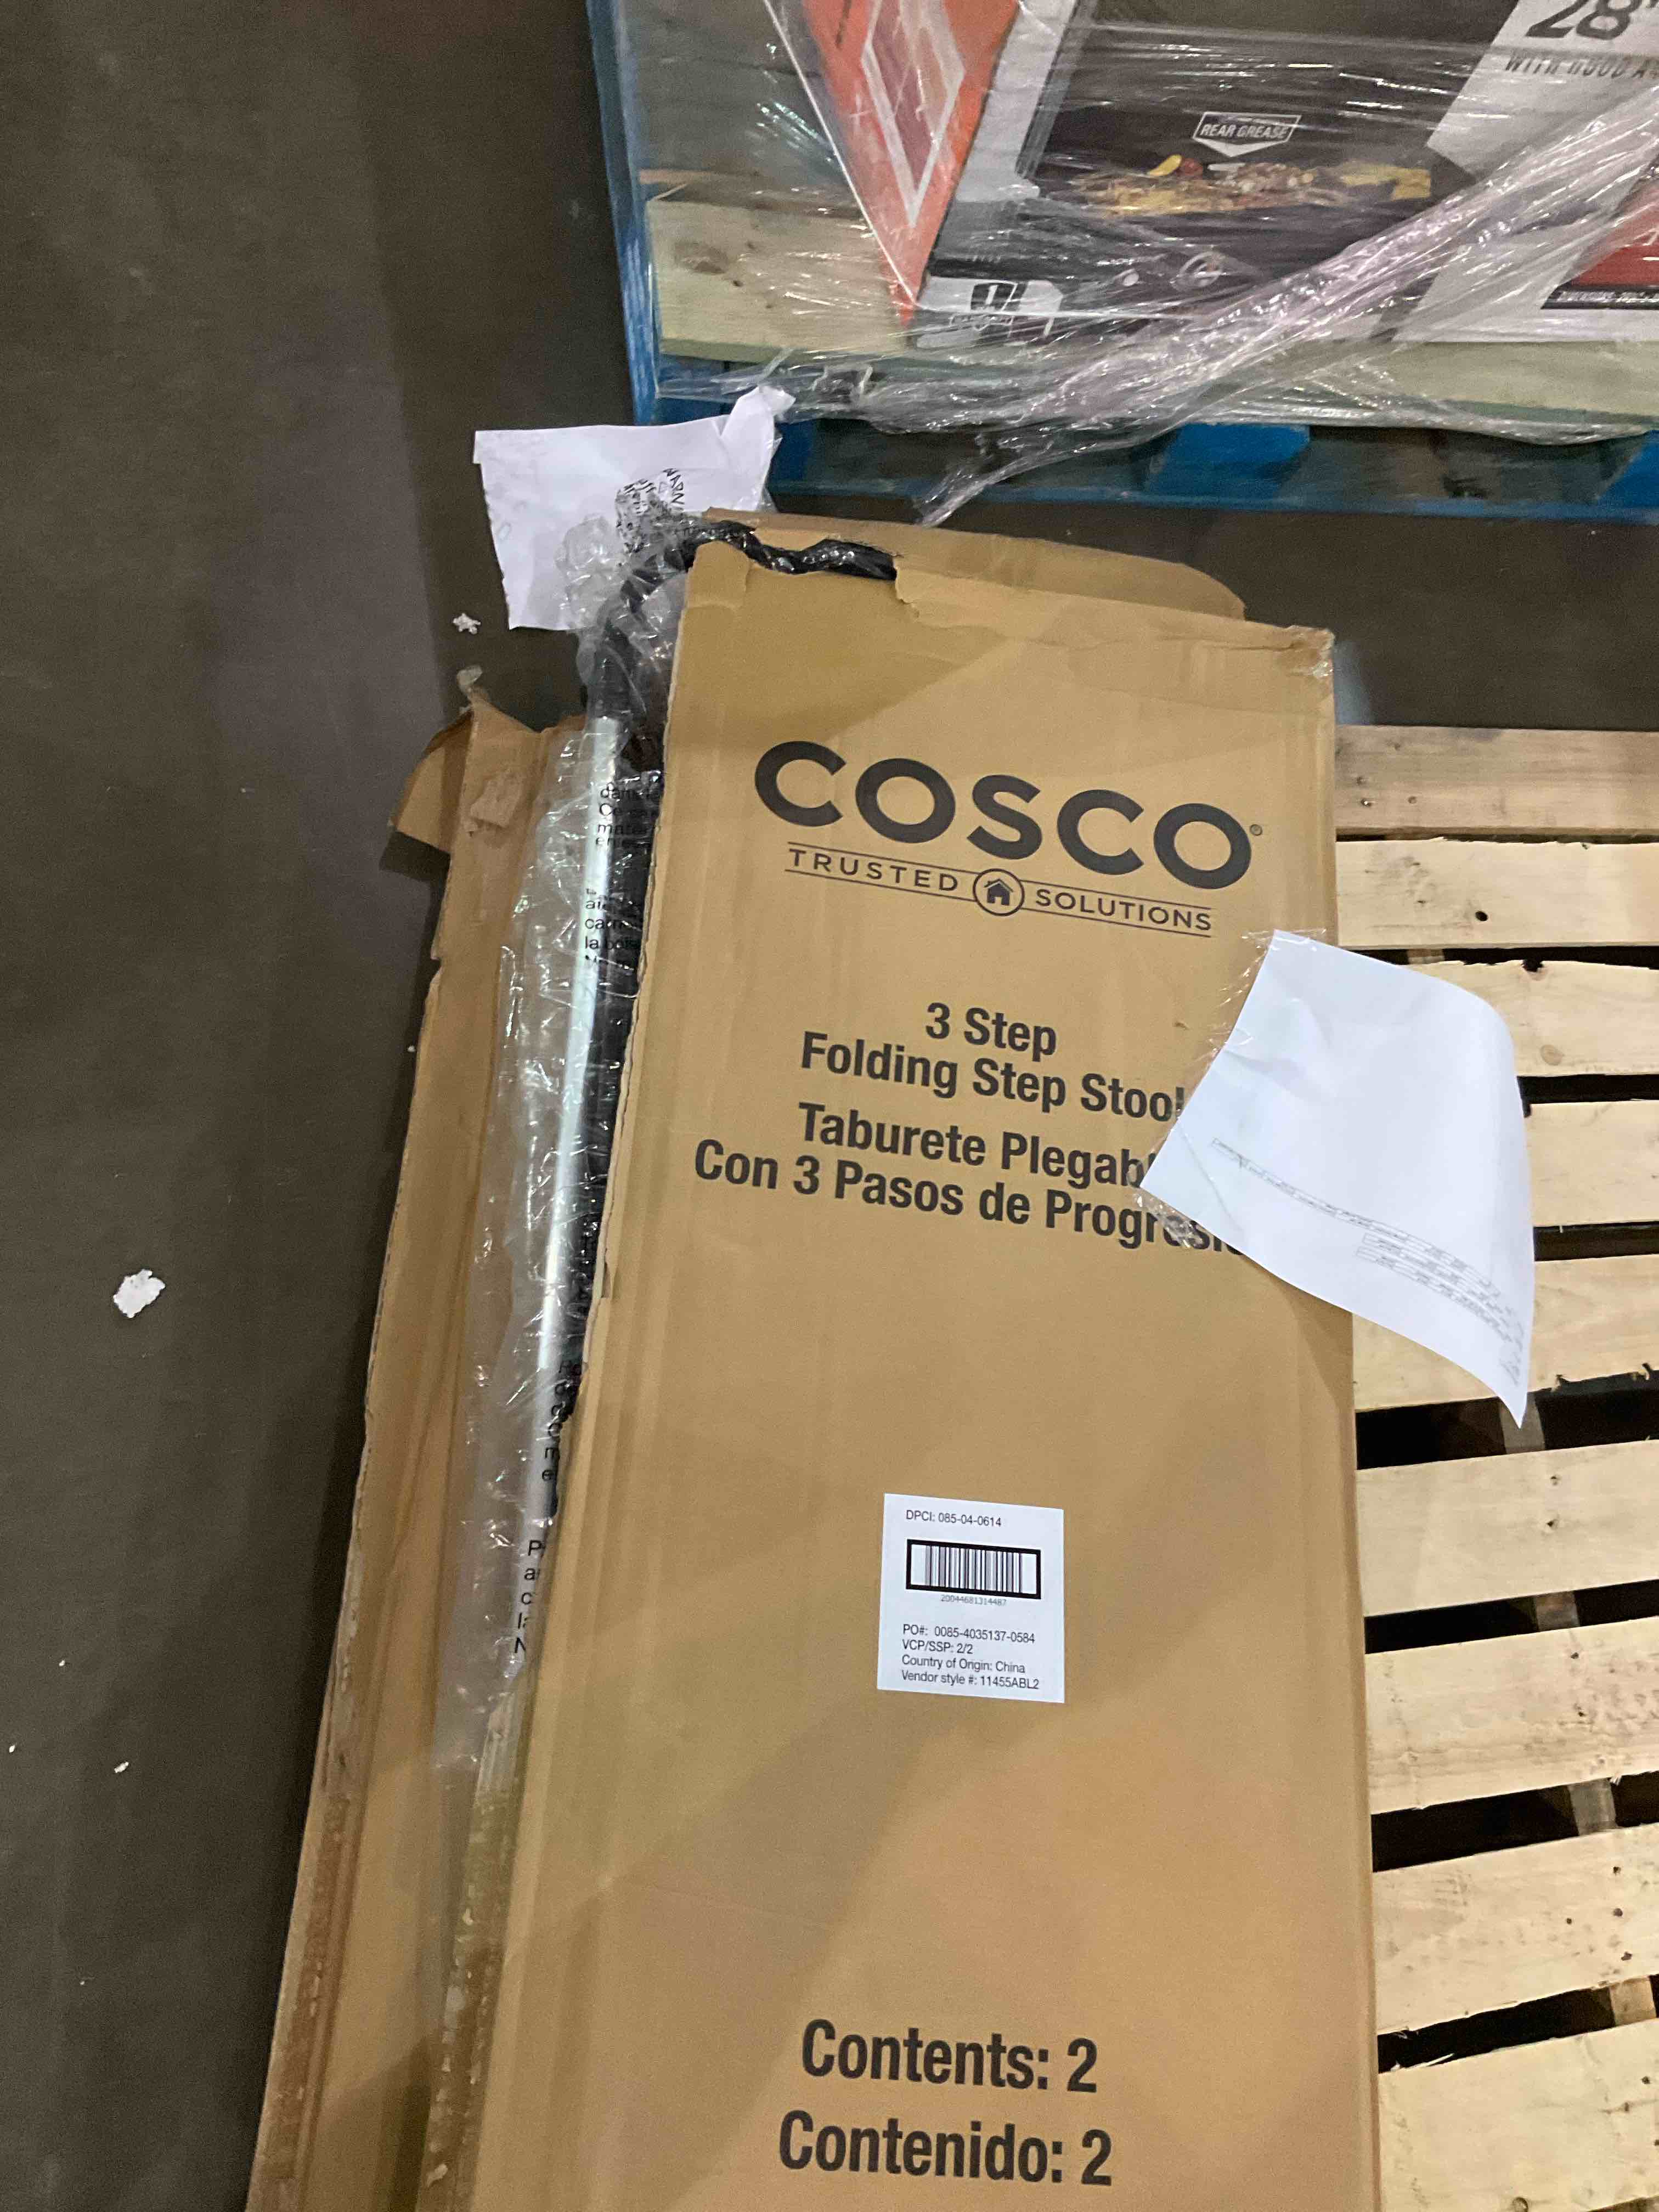 28"
WITH HOOD
REAR GREASE
COSCO®
TRUSTED SOLUTIONS
3 Step
Folding Step Stool
Taburete
Con 3 Pasos de
DPCI: 085-04-0614
20044681314487
PO#: 0085-4035137-0584
VCP/SSP: 2/2
Country of Origin: China
Vendor style #: 11455ABL2
Contents: 2
Contenido: 2